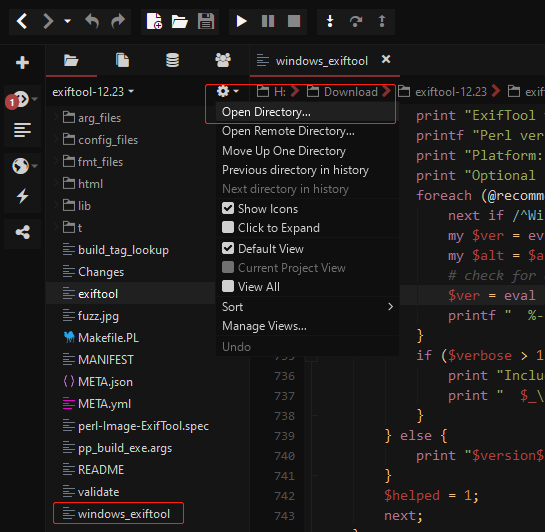 windows_exiftool
1
exiftool-12.23
H:
Download
exiftool-12.23
arg_files
config_files
fmt_files
html
lib
t
build_tag_lookup
Changes
exiftool
fuzz.jpg
Makefile.PL
MANIFEST
META.json
META.yml
perl-Image-ExifTool.spec
pp_build_exe.args
README
validate
windows_exiftool
Open Directory...
Open Remote Directory...
Move Up One Directory
Previous directory in history
Next directory in history
Show Icons
Click to Expand
Default View
Current Project View
View All
Sort
Manage Views...
Undo
print "ExifTool
printf "Perl ver
print "Platform:
print "Optional
foreach (@recomm
next if /^Wi
my $ver = ev
my $alt = $a
# check for
$ver = eval
printf "  %-
}
if ($verbose > 1
736 print "Inclu
737 print "  $_\
738 }
739 } else {
740 print "$version$
741 }
742 $helped = 1;
743 next;